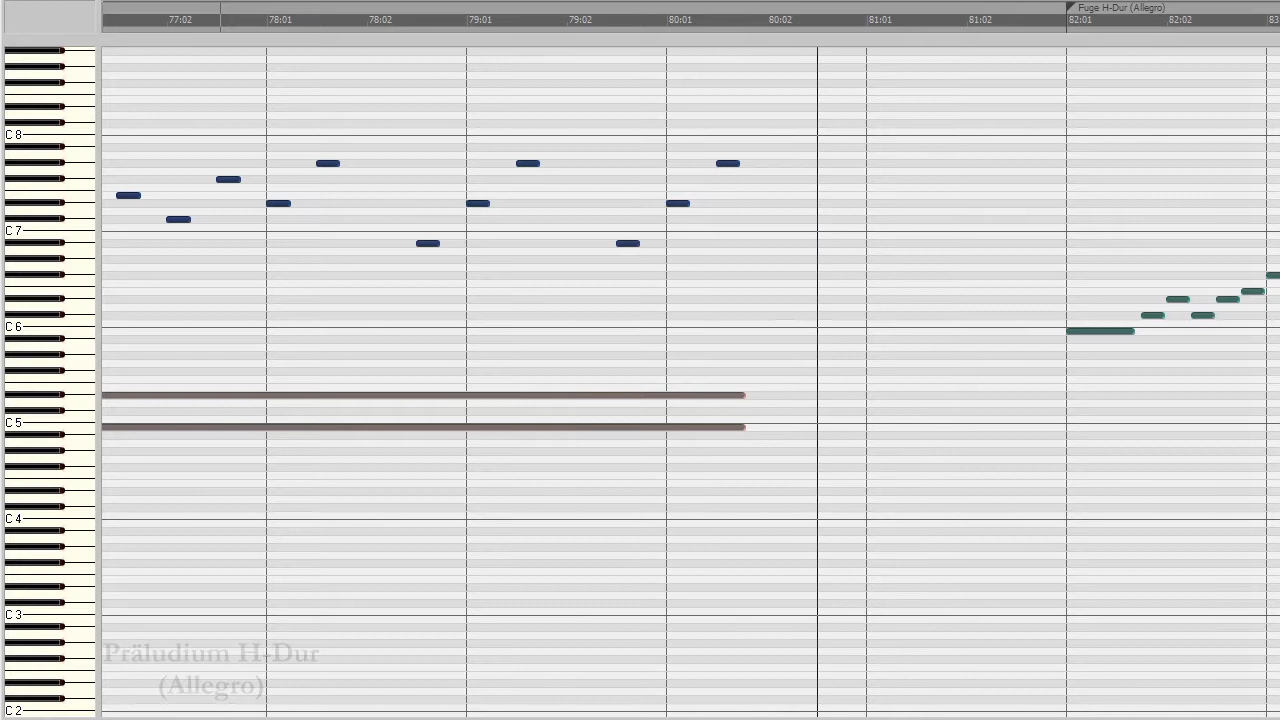 Fuge H-Dur (Allegro)
77:02 78:01 78:02 79:01 79:02 80:01 80:02 81:01 81:02 82:01 82:02 83
C 8
C 7
C 6
C 5
C 4
C 3
C 2
Präludium H-Dur
(Allegro)